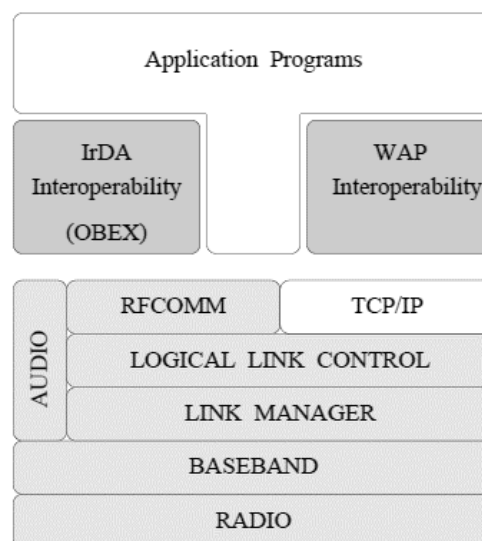 Application Programs
IrDA
Interoperability
(OBEX)
WAP
Interoperability
AUDIO
RFCOMM
TCP/IP
LOGICAL LINK CONTROL
LINK MANAGER
BASEBAND
RADIO